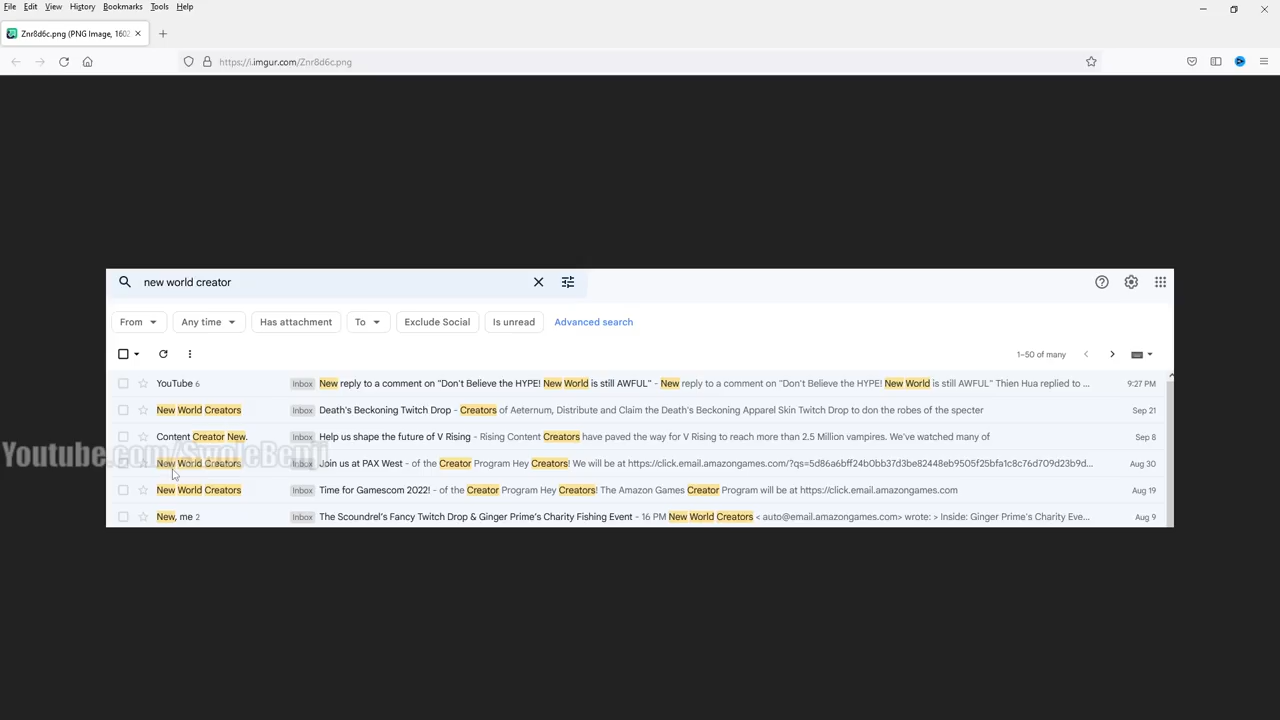 File Edit View History Bookmarks Tools Help
Znr8d6c.png (PNG Image, 1602
https://i.imgur.com/Znr8d6c.png
new world creator
From Any time Has attachment To Exclude Social Is unread Advanced search
1–50 of many
YouTube 6 Inbox New reply to a comment on "Don't Believe the HYPE! New World is still AWFUL" - New reply to a comment on "Don't Believe the HYPE! New World is still AWFUL" Thien Hua replied to ... 9:27 PM
New World Creators Inbox Death's Beckoning Twitch Drop - Creators of Aeternum, Distribute and Claim the Death's Beckoning Apparel Skin Twitch Drop to don the robes of the specter Sep 21
Content Creator New. Inbox Help us shape the future of V Rising - Rising Content Creators have paved the way for V Rising to reach more than 2.5 Million vampires. We've watched many of Sep 8
Youtube.com/SwoleBenji
New World Creators Inbox Join us at PAX West - of the Creator Program Hey Creators! We will be at https://click.email.amazongames.com/?qs=5d86a6bff24b0bb37d3be82448eb9505f25bfa1c8c76d709d23b9d... Aug 30
New World Creators Inbox Time for Gamescom 2022! - of the Creator Program Hey Creators! The Amazon Games Creator Program will be at https://click.email.amazongames.com Aug 19
New, me 2 Inbox The Scoundrel's Fancy Twitch Drop & Ginger Prime's Charity Fishing Event - 16 PM New World Creators < auto@email.amazongames.com> wrote: > Inside: Ginger Prime's Charity Eve... Aug 9